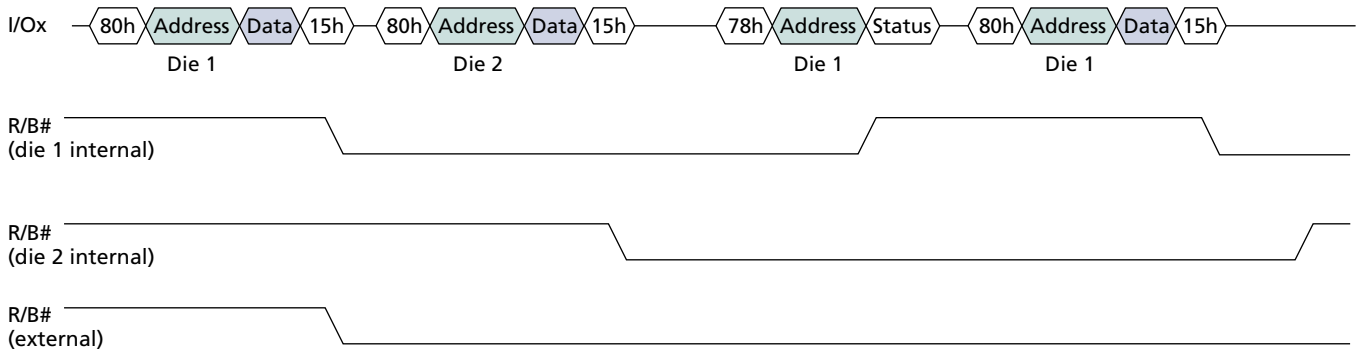 I/Ox 80h Address Data 15h 80h Address Data 15h 78h Address Status 80h Address Data 15h
Die 1 Die 2 Die 1 Die 1
R/B#
(die 1 internal)
R/B#
(die 2 internal)
R/B#
(external)